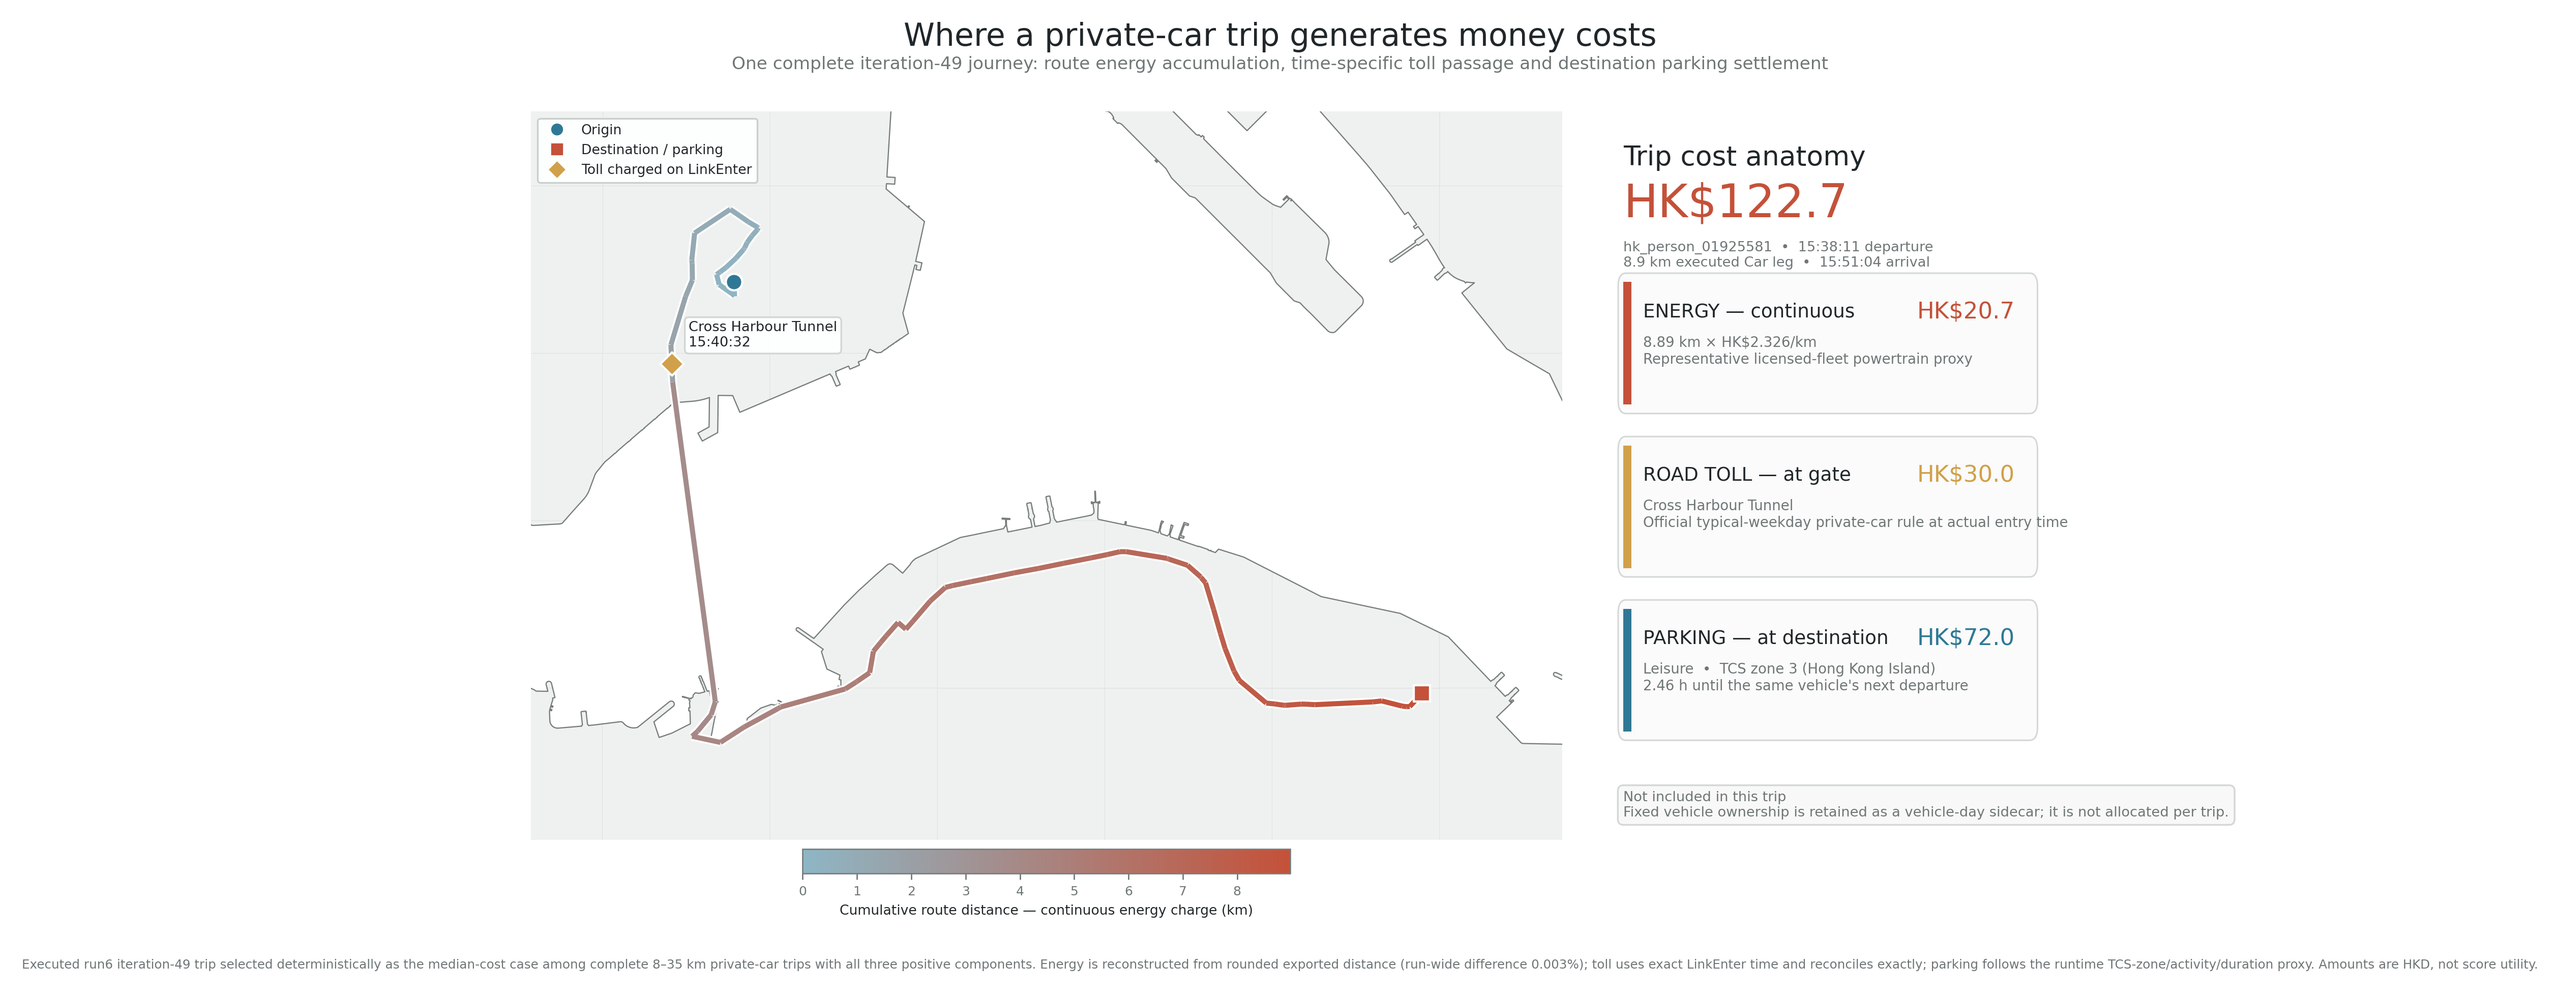 Where a private-car trip generates money costs
One complete iteration-49 journey: route energy accumulation, time-specific toll passage and destination parking settlement
Origin
Destination / parking
Toll charged on LinkEnter
Cross Harbour Tunnel
15:40:32
Trip cost anatomy
HK$122.7
hk_person_01925581 • 15:38:11 departure
8.9 km executed Car leg • 15:51:04 arrival
ENERGY — continuous HK$20.7
8.89 km × HK$2.326/km
Representative licensed-fleet powertrain proxy
ROAD TOLL — at gate HK$30.0
Cross Harbour Tunnel
Official typical-weekday private-car rule at actual entry time
PARKING — at destination HK$72.0
Leisure • TCS zone 3 (Hong Kong Island)
2.46 h until the same vehicle's next departure
Not included in this trip
Fixed vehicle ownership is retained as a vehicle-day sidecar; it is not allocated per trip.
0 1 2 3 4 5 6 7 8
Cumulative route distance — continuous energy charge (km)
Executed run6 iteration-49 trip selected deterministically as the median-cost case among complete 8–35 km private-car trips with all three positive components. Energy is reconstructed from rounded exported distance (run-wide difference 0.003%); toll uses exact LinkEnter time and reconciles exactly; parking follows the runtime TCS-zone/activity/duration proxy. Amounts are HKD, not score utility.